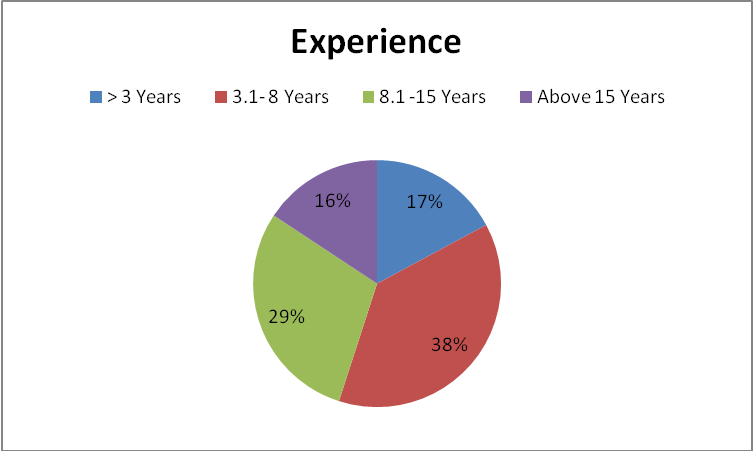 Experience
> 3 Years 3.1- 8 Years 8.1 -15 Years Above 15 Years
16% 17%
29%
38%